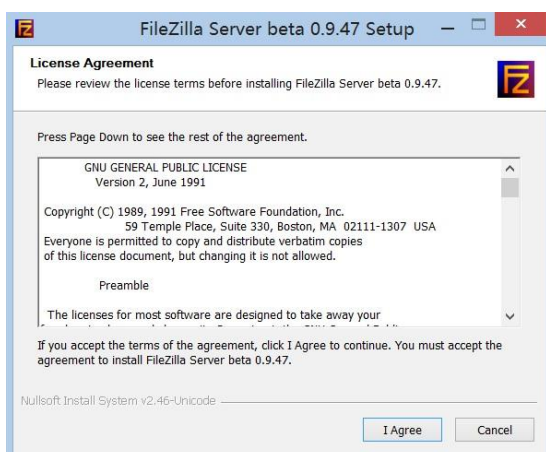 FileZilla Server beta 0.9.47 Setup
License Agreement
Please review the license terms before installing FileZilla Server beta 0.9.47.
Press Page Down to see the rest of the agreement.
GNU GENERAL PUBLIC LICENSE
Version 2, June 1991
Copyright (C) 1989, 1991 Free Software Foundation, Inc.
59 Temple Place, Suite 330, Boston, MA 02111-1307 USA
Everyone is permitted to copy and distribute verbatim copies
of this license document, but changing it is not allowed.
Preamble
The licenses for most software are designed to take away your
If you accept the terms of the agreement, click I Agree to continue. You must accept the
agreement to install FileZilla Server beta 0.9.47.
Nullsoft Install System v2.46-Unicode
I Agree
Cancel